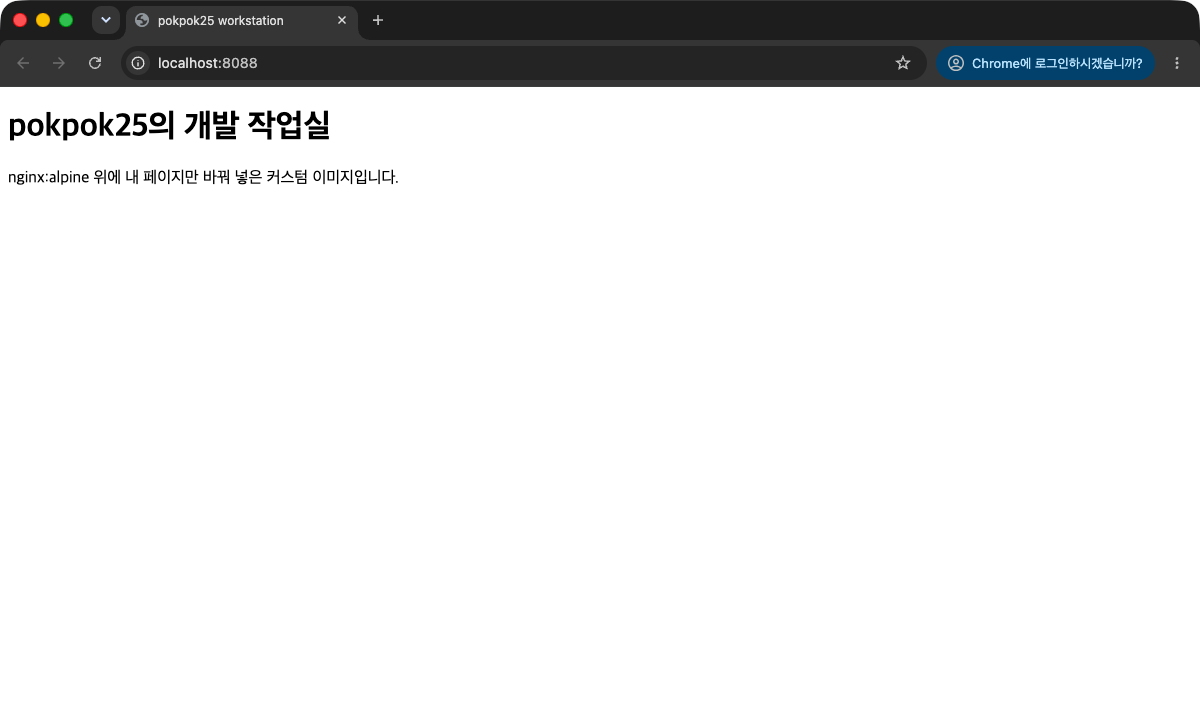 pokpok25 workstation
localhost:8088
Chrome에 로그인하시겠습니까?
pokpok25의 개발 작업실
nginx:alpine 위에 내 페이지만 바꿔 넣은 커스텀 이미지입니다.